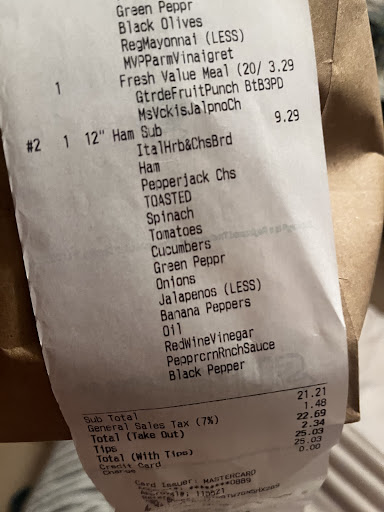 Green Peppr
Black Olives
RegMayonnai (LESS)
MVPParmVinaigret
1 Fresh Value Meal (20/ 3.29
GtrdeFruitPunch BtB3PD
MsVckisJalpnoCh
#2 1 12" Ham Sub 9.29
ItalHrb&ChsBrd
Ham
Pepperjack Chs
TOASTED
Spinach
Tomatoes
Cucumbers
Green Peppr
Onions
Jalapenos (LESS)
Banana Peppers
Oil
RedWineVinegar
PepprcrnRnchSauce
Black Pepper
Sub Total 21.21
General Sales Tax (7%) 1.48
Total (Take Out) 22.69
Tips 2.34
Total (With Tips) 25.03
Credit Card 25.03
Change 0.00
Card Issuer: MASTERCARD